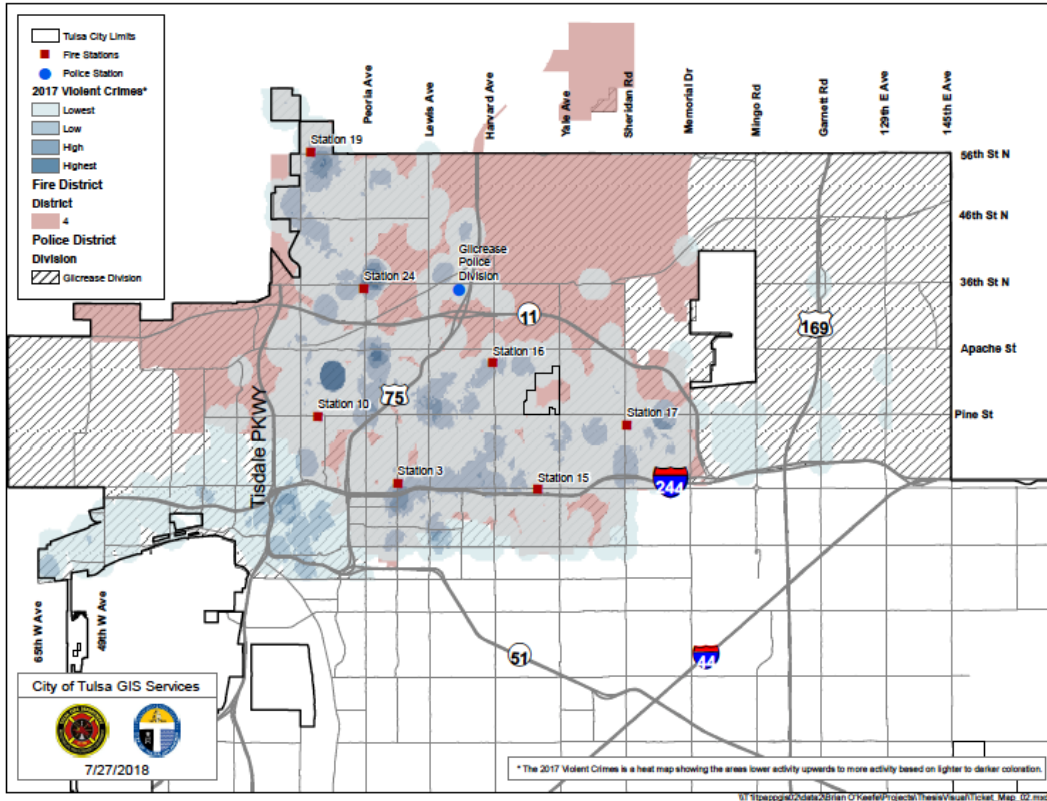 Tulsa City Limits
Fire Stations
Police Station
2017 Violent Crimes*
Lowest
Low
High
Highest
Fire District
District
4
Police District
Division
Gilcrease Division
Peoria Ave
Lewis Ave
Harvard Ave
Yale Ave
Sheridan Rd
Memorial Dr
Mingo Rd
Garnett Rd
129th E Ave
145th E Ave
Station 19
56th St N
46th St N
Gilcrease
Police
Division
Station 24
36th St N
11
169
Station 16
Apache St
75
Station 10
Station 17
Pine St
Tisdale PKWY
Station 3
Station 15
244
65th W Ave
49th W Ave
51
44
City of Tulsa GIS Services
7/27/2018
* The 2017 Violent Crimes is a heat map showing the areas lower activity upwards to more activity based on lighter to darker coloration.